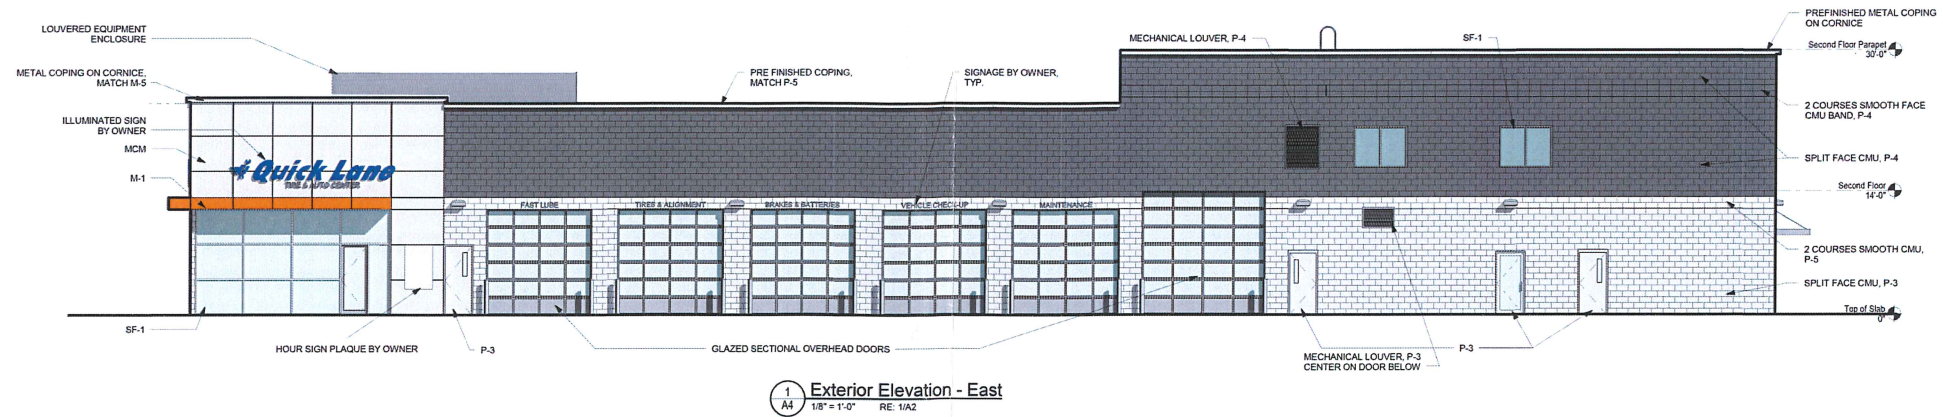 LOUVERED EQUIPMENT
ENCLOSURE
METAL COPING ON CORNICE,
MATCH M-5
ILLUMINATED SIGN
BY OWNER
MCM
M-1
SF-1
HOUR SIGN PLAQUE BY OWNER
P-3
Quick Lane
TIRE & AUTO CENTER
PRE FINISHED COPING,
MATCH P-5
SIGNAGE BY OWNER,
TYP.
MECHANICAL LOUVER, P-4
SF-1
PREFINISHED METAL COPING
ON CORNICE
Second Floor Parapet
30'-0"
2 COURSES SMOOTH FACE
CMU BAND, P-4
SPLIT FACE CMU, P-4
Second Floor
14'-0"
2 COURSES SMOOTH CMU,
P-5
SPLIT FACE CMU, P-3
Top of Slab
0"
FAST LUBE
TIRES & ALIGNMENT
BRAKES & BATTERIES
VEHICLE CHECK-UP
MAINTENANCE
GLAZED SECTIONAL OVERHEAD DOORS
MECHANICAL LOUVER, P-3
CENTER ON DOOR BELOW
P-3
1
A4
Exterior Elevation - East
1/8" = 1'-0" RE: 1/A2